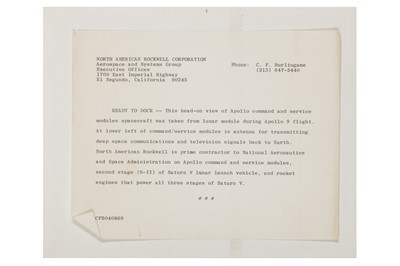 NORTH AMERICAN ROCKWELL CORPORATION
Aerospace and Systems Group
Executive Offices
1700 East Imperial Highway
El Segundo, California 90245
Phone: C. F. Burlingame
(213) 647-5440
READY TO DOCK -- This head-on view of Apollo command and service
modules spacecraft was taken from lunar module during Apollo 9 flight.
At lower left of command/service modules is antenna for transmitting
deep space communications and television signals back to Earth.
North American Rockwell is prime contractor to National Aeronautics
and Space Administration on Apollo command and service modules,
second stage (S-II) of Saturn V lunar launch vehicle, and rocket
engines that power all three stages of Saturn V.
# # #